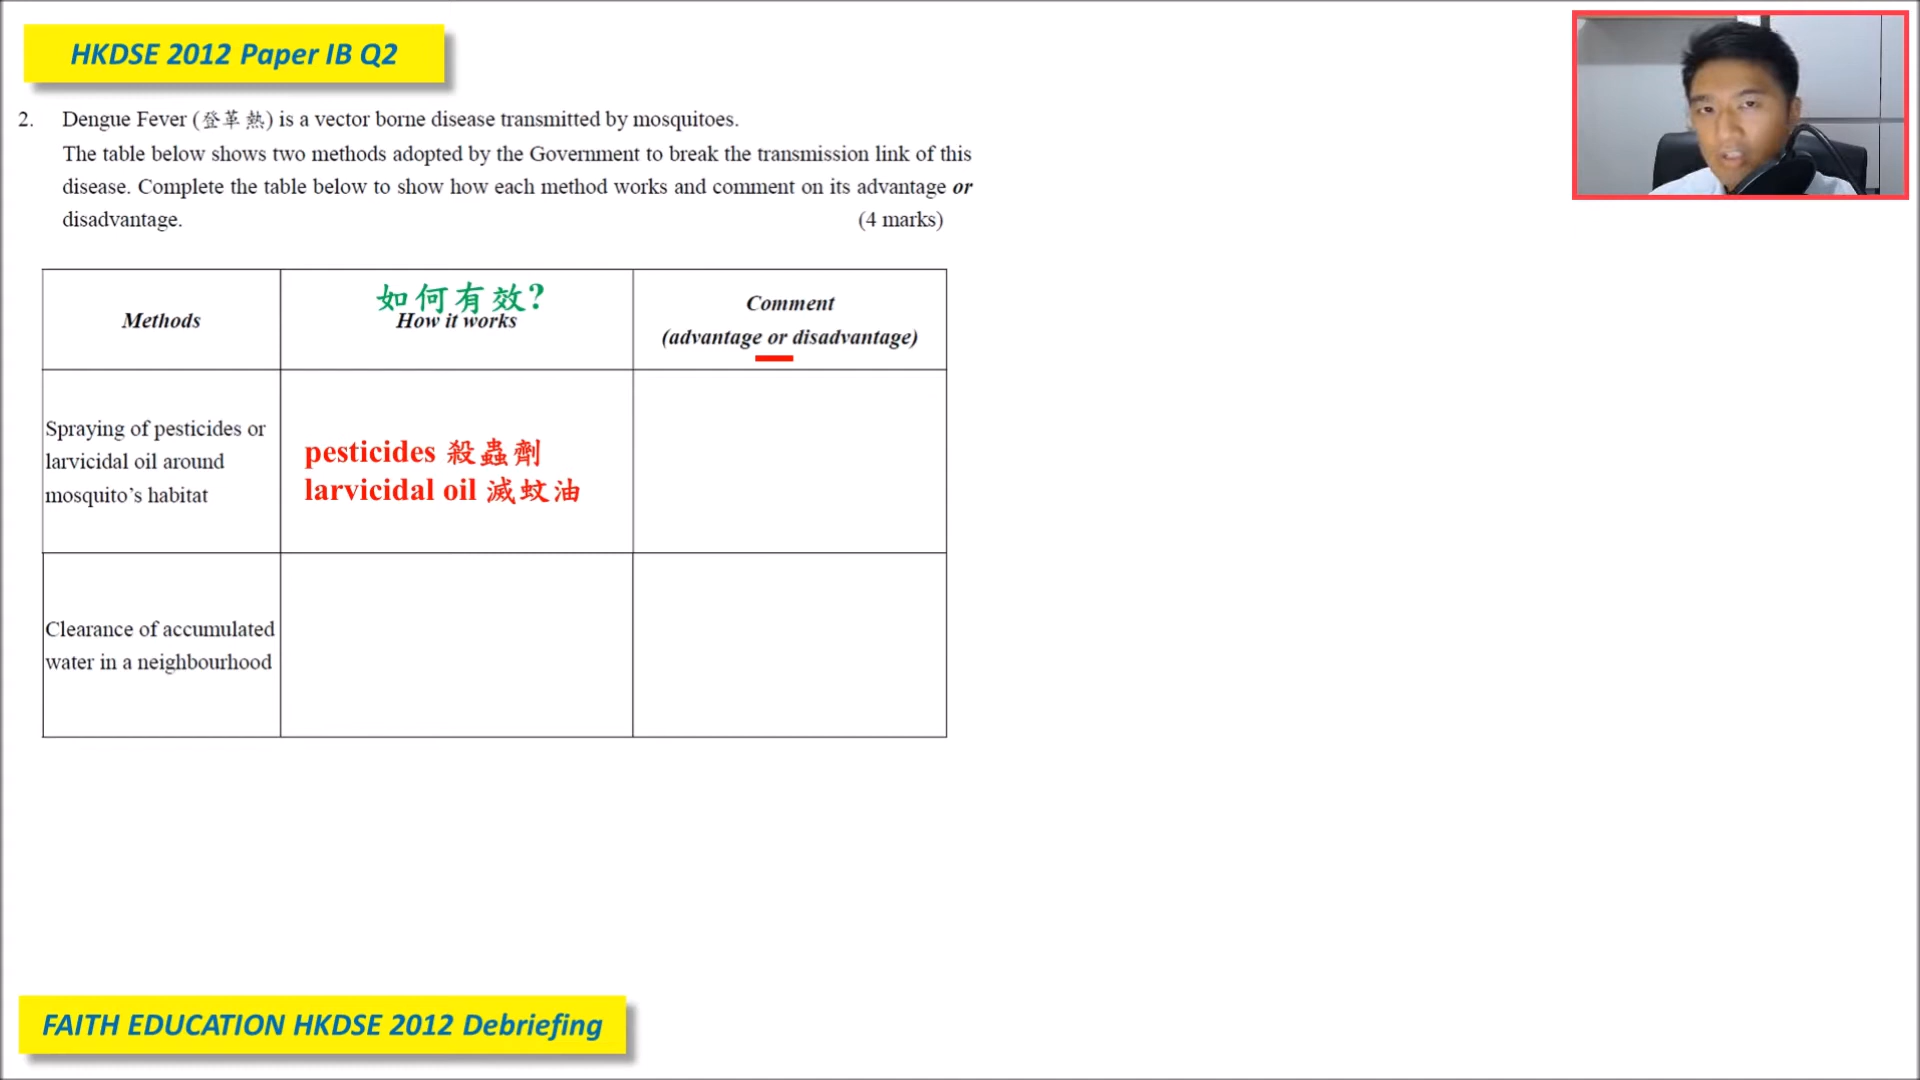 HKDSE 2012 Paper IB Q2
2. Dengue Fever (登革熱) is a vector borne disease transmitted by mosquitoes.
The table below shows two methods adopted by the Government to break the transmission link of this
disease. Complete the table below to show how each method works and comment on its advantage or
disadvantage. (4 marks)
Methods
如何有效?
How it works
Comment
(advantage or disadvantage)
Spraying of pesticides or
larvicidal oil around
mosquito’s habitat
pesticides 殺蟲劑
larvicidal oil 滅蚊油
Clearance of accumulated
water in a neighbourhood
FAITH EDUCATION HKDSE 2012 Debriefing